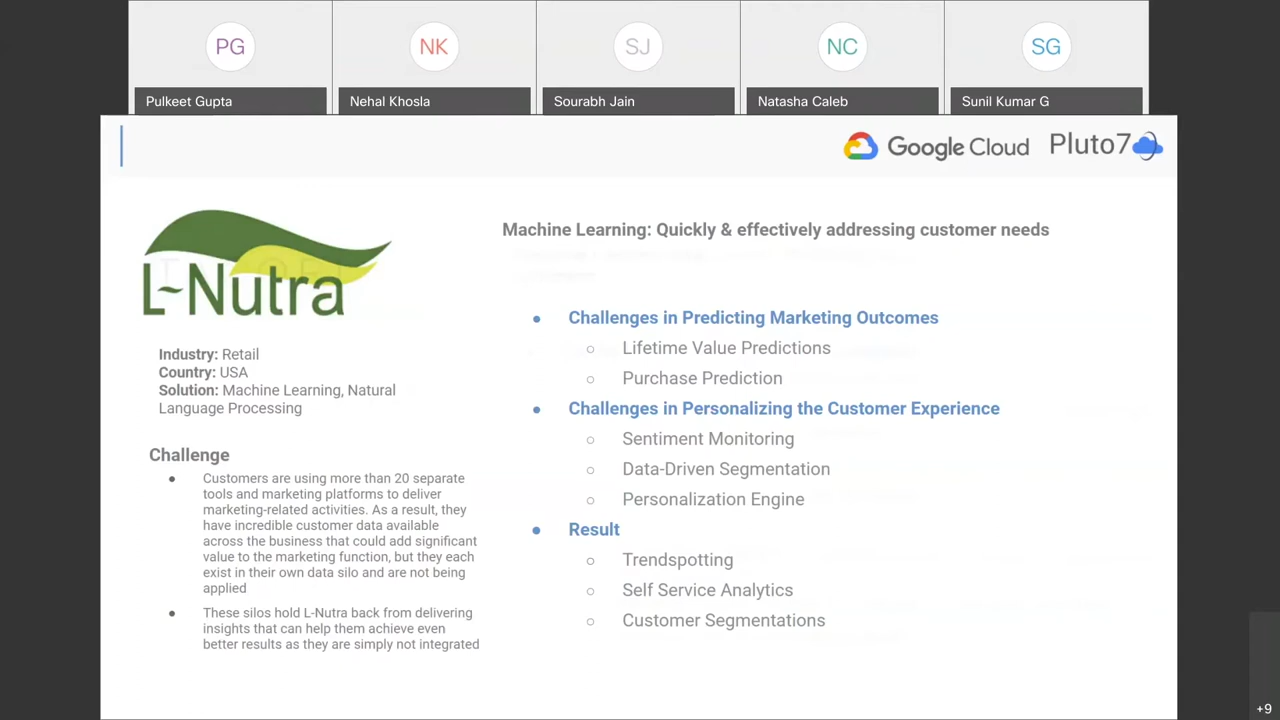 PG
NK
SJ
NC
SG
Pulkeet Gupta
Nehal Khosla
Sourabh Jain
Natasha Caleb
Sunil Kumar G
Google Cloud
Pluto7
L-Nutra
Industry: Retail
Country: USA
Solution: Machine Learning, Natural
Language Processing
Challenge
● Customers are using more than 20 separate
tools and marketing platforms to deliver
marketing-related activities. As a result, they
have incredible customer data available
across the business that could add significant
value to the marketing function, but they each
exist in their own data silo and are not being
applied
● These silos hold L-Nutra back from delivering
insights that can help them achieve even
better results as they are simply not integrated
Machine Learning: Quickly & effectively addressing customer needs
● Challenges in Predicting Marketing Outcomes
○ Lifetime Value Predictions
○ Purchase Prediction
● Challenges in Personalizing the Customer Experience
○ Sentiment Monitoring
○ Data-Driven Segmentation
○ Personalization Engine
● Result
○ Trendspotting
○ Self Service Analytics
○ Customer Segmentations
+9